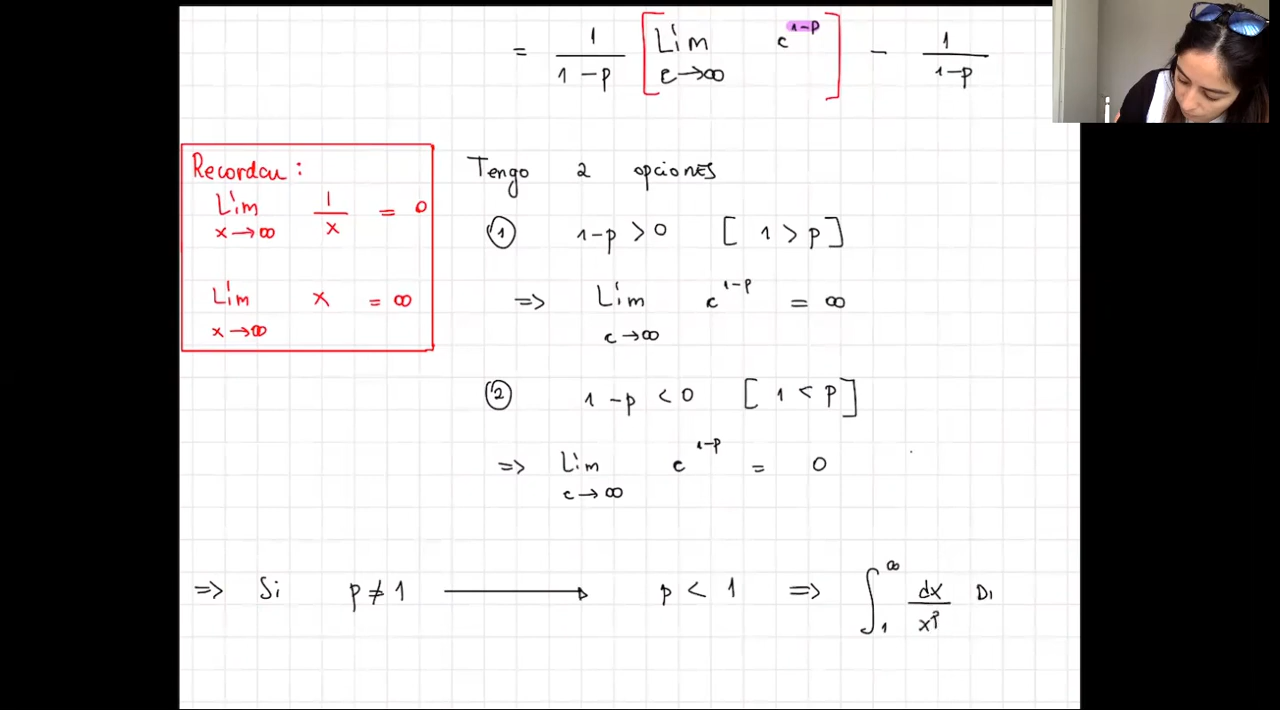 = 1/(1-p) [ Lim c→∞ c^(1-p) ] - 1/(1-p)
Recordar:
Lim x→∞ 1/x = 0
Lim x→∞ x = ∞
Tengo 2 opciones
① 1-p > 0 [ 1 > p ]
=> Lim c→∞ c^(1-p) = ∞
② 1-p < 0 [ 1 < p ]
=> Lim c→∞ c^(1-p) = 0
=> Si p ≠ 1 → p < 1 => ∫₁^∞ dx/x^p Di